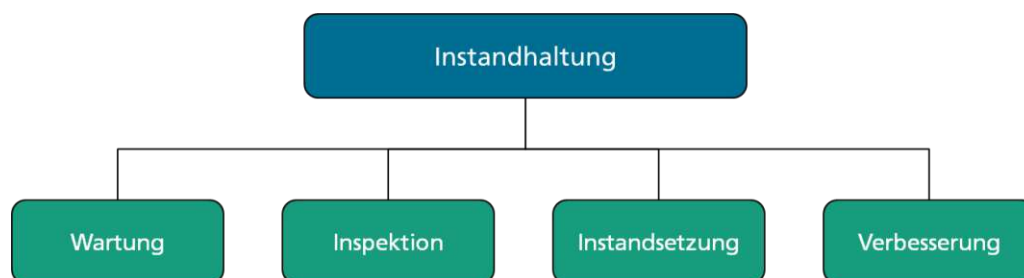 Instandhaltung
Wartung
Inspektion
Instandsetzung
Verbesserung